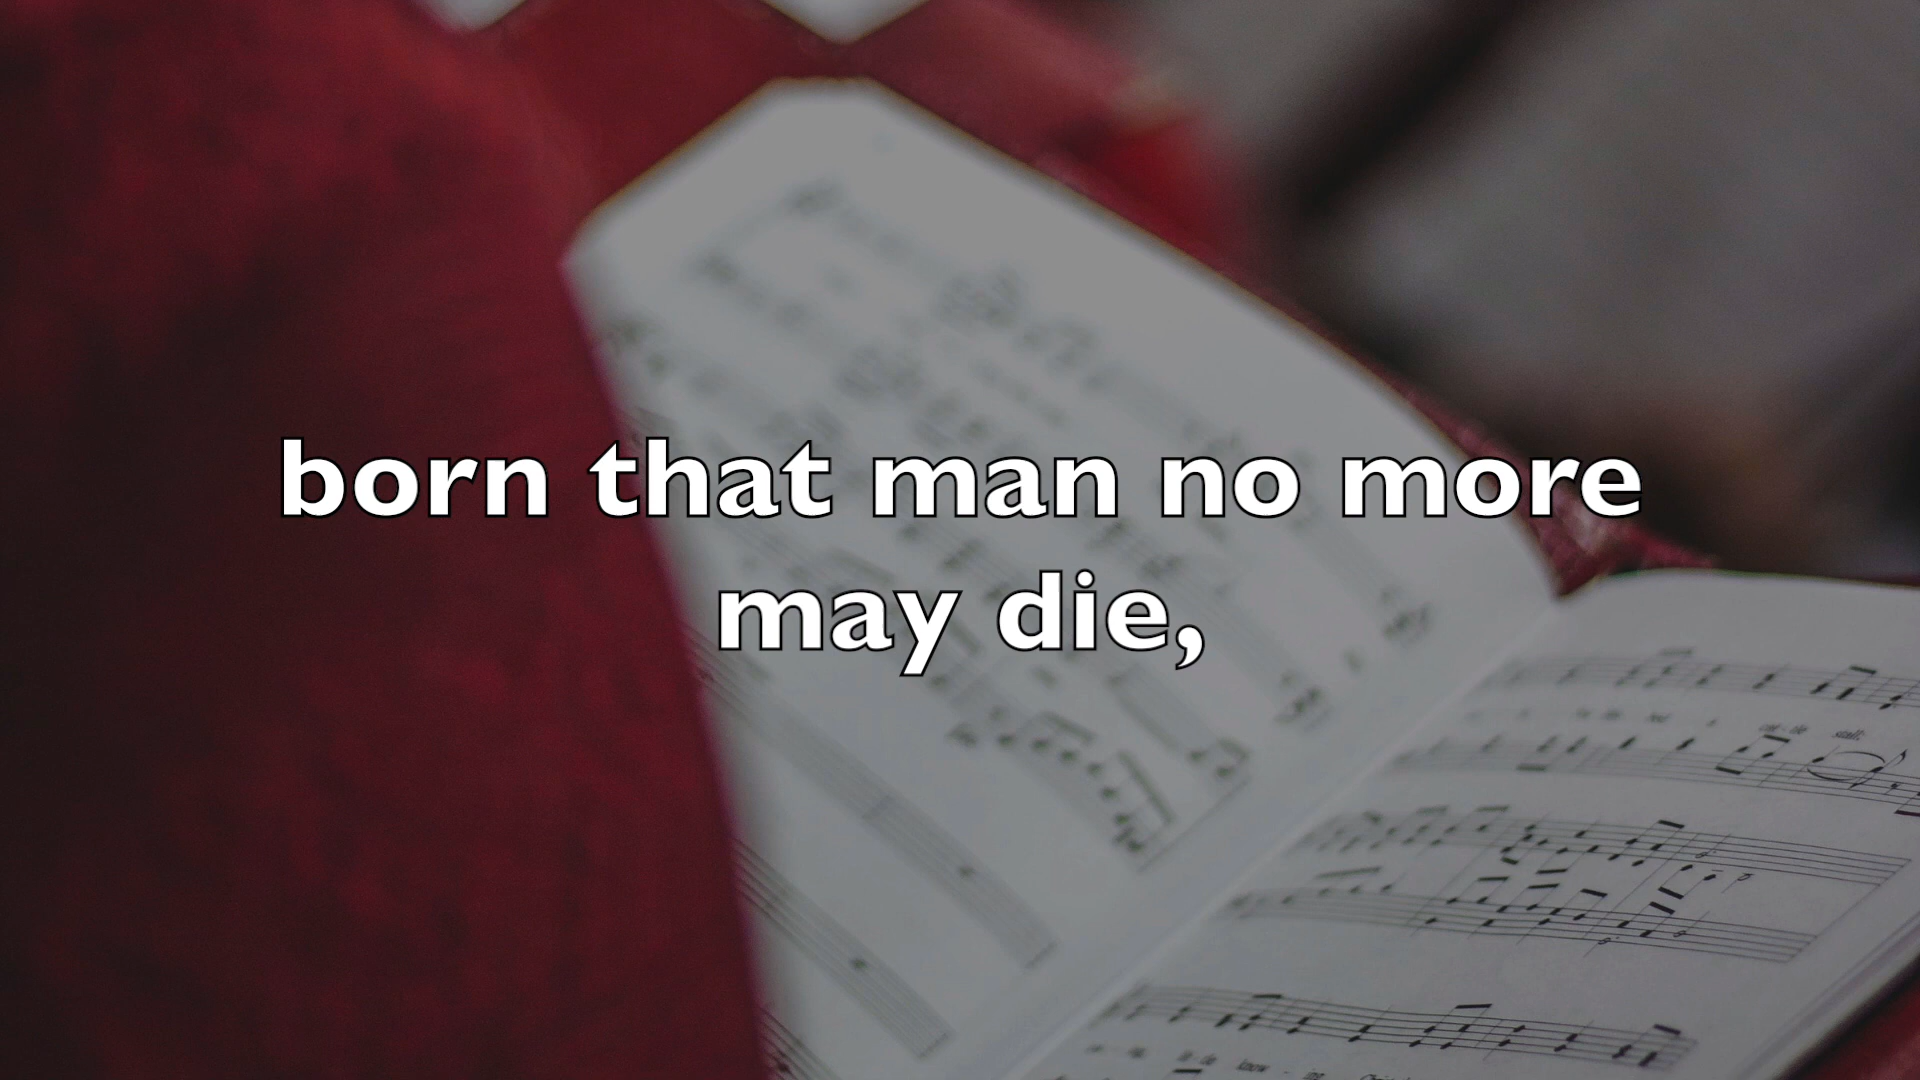 born that man no more
may die,